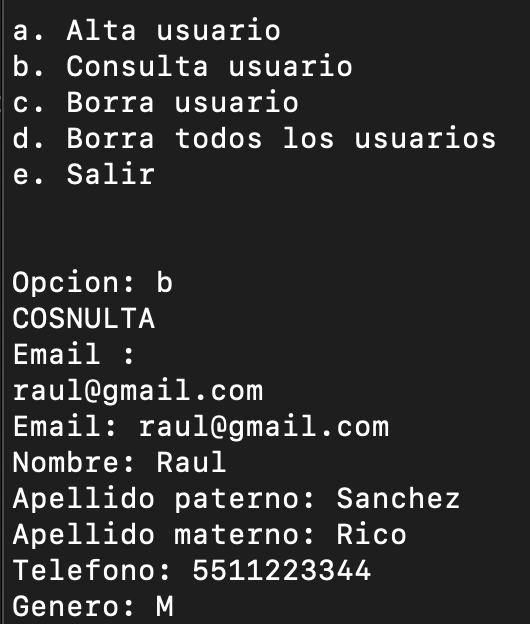 a. Alta usuario
b. Consulta usuario
c. Borra usuario
d. Borra todos los usuarios
e. Salir
Opcion: b
COSNULTA
Email :
raul@gmail.com
Email: raul@gmail.com
Nombre: Raul
Apellido paterno: Sanchez
Apellido materno: Rico
Telefono: 5511223344
Genero: M